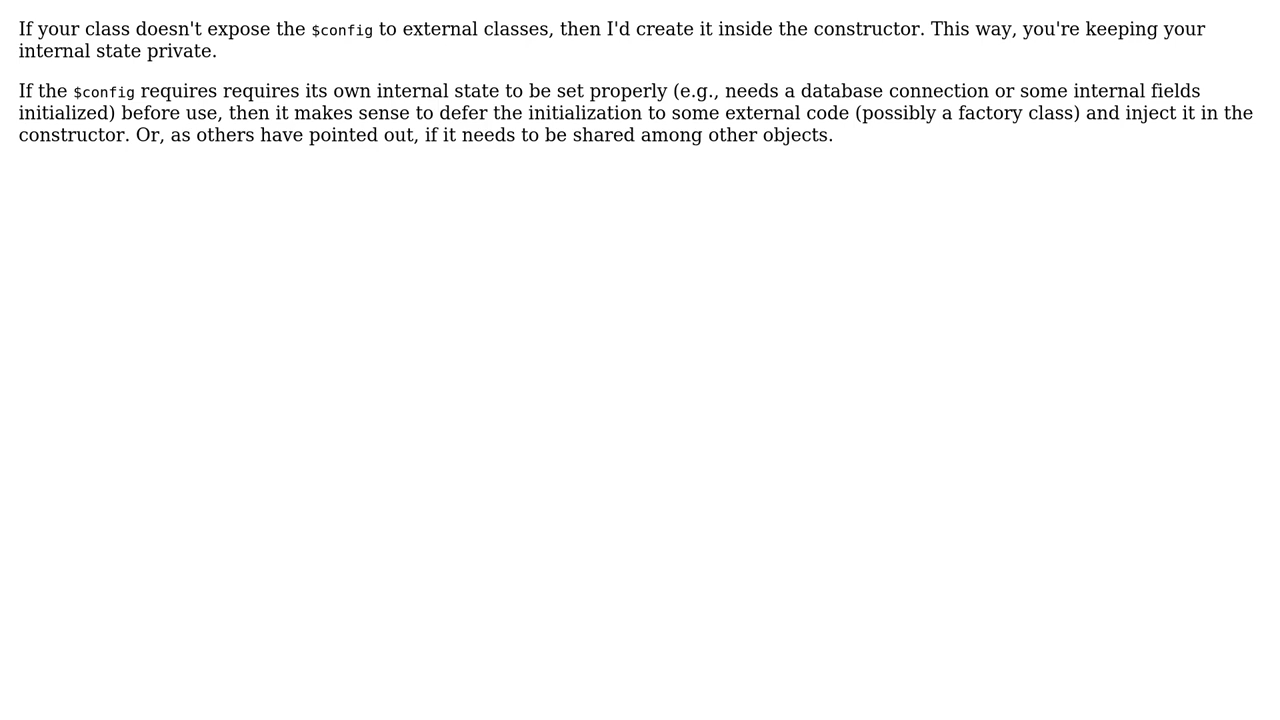 If your class doesn't expose the $config to external classes, then I'd create it inside the constructor. This way, you're keeping your
internal state private.
If the $config requires requires its own internal state to be set properly (e.g., needs a database connection or some internal fields
initialized) before use, then it makes sense to defer the initialization to some external code (possibly a factory class) and inject it in the
constructor. Or, as others have pointed out, if it needs to be shared among other objects.